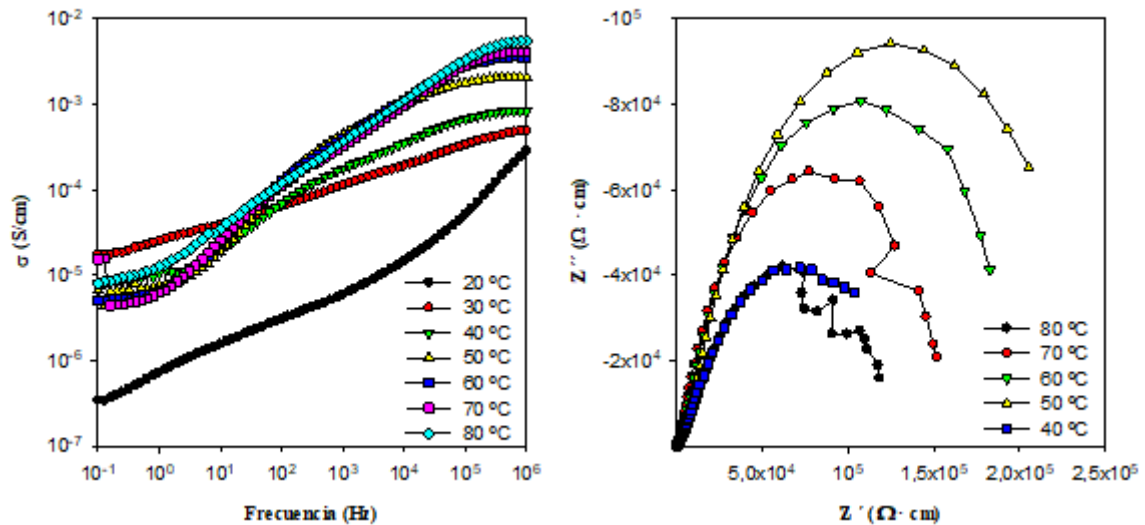 10⁻²
10⁻³
10⁻⁴
10⁻⁵
10⁻⁶
10⁻⁷
σ (S/cm)
10⁻¹ 10⁰ 10¹ 10² 10³ 10⁴ 10⁵ 10⁶
Frecuencia (Hz)
20 ºC
30 ºC
40 ºC
50 ºC
60 ºC
70 ºC
80 ºC
-10⁵
-8x10⁴
-6x10⁴
-4x10⁴
-2x10⁴
Z´´ (Ω · cm)
5,0x10⁴ 10⁵ 1,5x10⁵ 2,0x10⁵ 2,5x10⁵
Z ´ (Ω · cm)
80 ºC
70 ºC
60 ºC
50 ºC
40 ºC